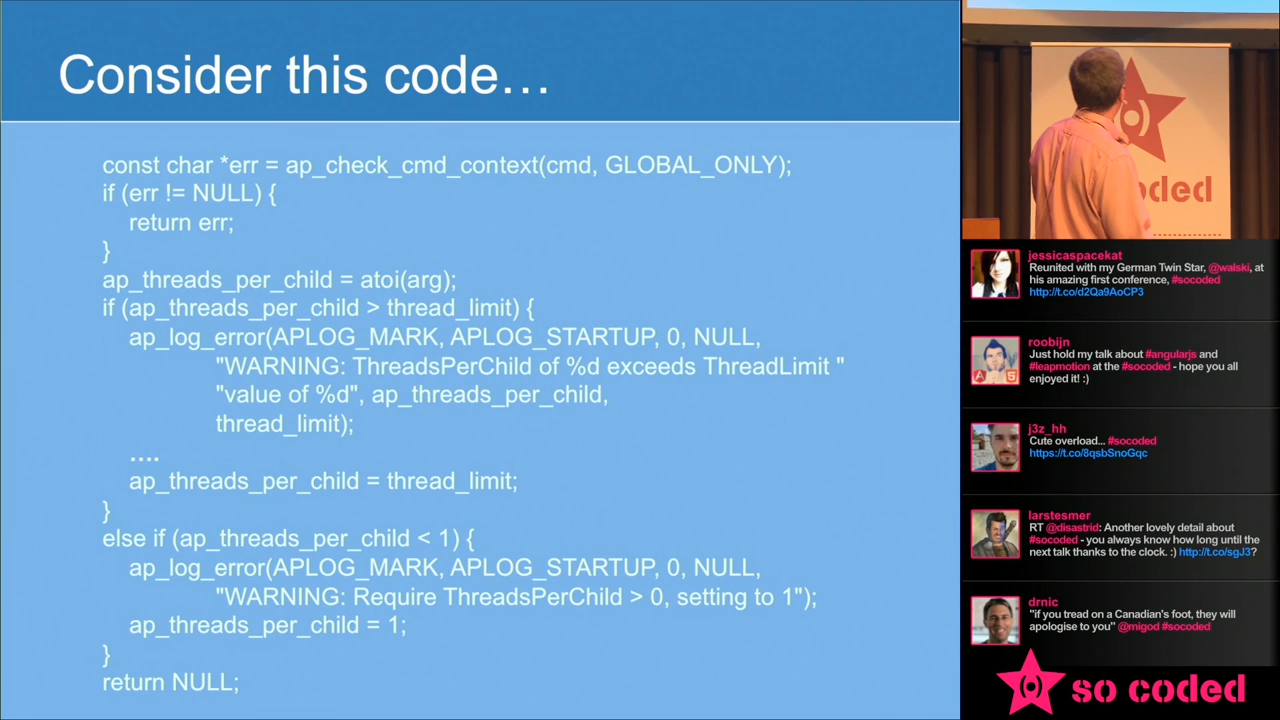 Consider this code…
const char *err = ap_check_cmd_context(cmd, GLOBAL_ONLY);
if (err != NULL) {
return err;
}
ap_threads_per_child = atoi(arg);
if (ap_threads_per_child > thread_limit) {
ap_log_error(APLOG_MARK, APLOG_STARTUP, 0, NULL,
"WARNING: ThreadsPerChild of %d exceeds ThreadLimit "
"value of %d", ap_threads_per_child,
thread_limit);
....
ap_threads_per_child = thread_limit;
}
else if (ap_threads_per_child < 1) {
ap_log_error(APLOG_MARK, APLOG_STARTUP, 0, NULL,
"WARNING: Require ThreadsPerChild > 0, setting to 1");
ap_threads_per_child = 1;
}
return NULL;
coded
jessicaspacekat
Reunited with my German Twin Star, @walski, at
his amazing first conference, #socoded
http://t.co/d2Qa9AoCP3
roobijn
Just hold my talk about #angularjs and
#leapmotion at the #socoded - hope you all
enjoyed it! :)
j3z_hh
Cute overload... #socoded
https://t.co/8qsbSnoGqc
larstesmer
RT @disastrid: Another lovely detail about
#socoded - you always know how long until the
next talk thanks to the clock. :) http://t.co/sgJ3?
drnic
"if you tread on a Canadian's foot, they will
apologise to you" @migod #socoded
so coded